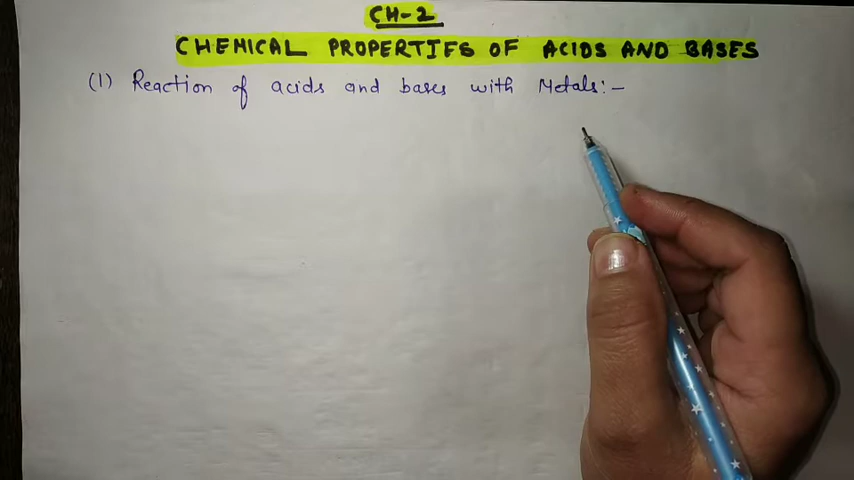 CH-2
CHEMICAL PROPERTIES OF ACIDS AND BASES
(1) Reaction of acids and bases with Metals:-